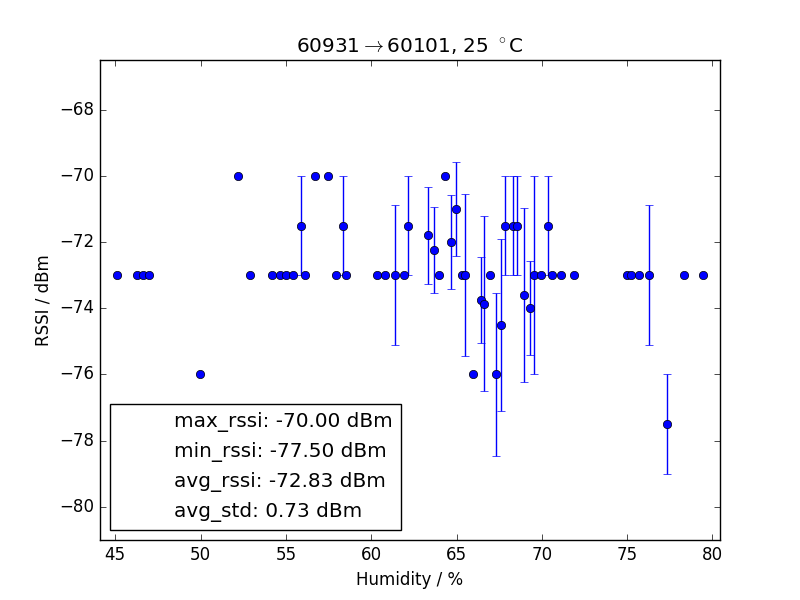 60931→60101, 25 °C
−68
−70
−72
−74
−76
−78
−80
RSSI / dBm
max_rssi: -70.00 dBm
min_rssi: -77.50 dBm
avg_rssi: -72.83 dBm
avg_std: 0.73 dBm
45 50 55 60 65 70 75 80
Humidity / %